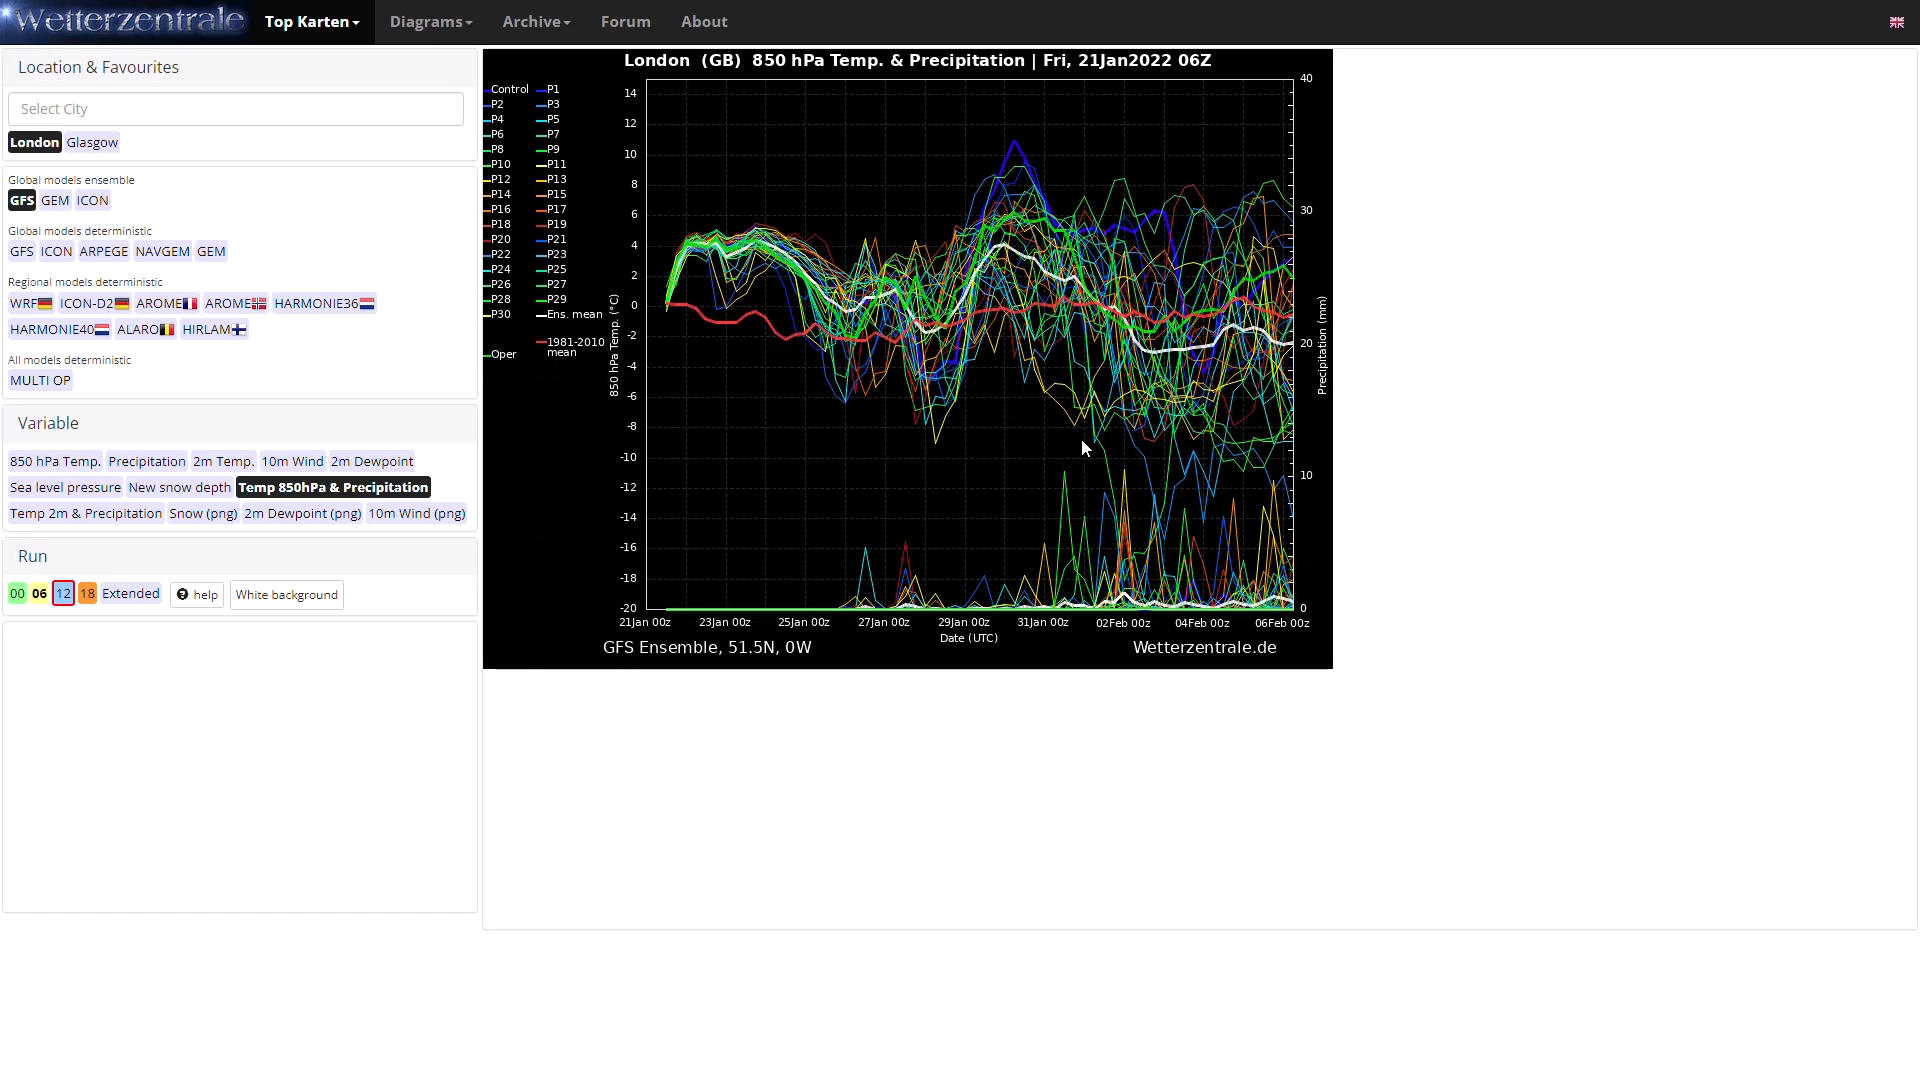 Wetterzentrale Top Karten Diagrams Archive Forum About
Location & Favourites
Select City
London Glasgow
Global models ensemble
GFS GEM ICON
Global models deterministic
GFS ICON ARPEGE NAVGEM GEM
Regional models deterministic
WRF ICON-D2 AROME AROME HARMONIE36
HARMONIE40 ALARO HIRLAM
All models deterministic
MULTI OP
Variable
850 hPa Temp. Precipitation 2m Temp. 10m Wind 2m Dewpoint
Sea level pressure New snow depth Temp 850hPa & Precipitation
Temp 2m & Precipitation Snow (png) 2m Dewpoint (png) 10m Wind (png)
Run
00 06 12 18 Extended help White background
London (GB) 850 hPa Temp. & Precipitation | Fri, 21Jan2022 06Z
Control P1
P2 P3
P4 P5
P6 P7
P8 P9
P10 P11
P12 P13
P14 P15
P16 P17
P18 P19
P20 P21
P22 P23
P24 P25
P26 P27
P28 P29
P30 Ens. mean
1981-2010
mean
Oper
850 hPa Temp. (°C)
14
12
10
8
6
4
2
0
-2
-4
-6
-8
-10
-12
-14
-16
-18
-20
40
30
20
10
0
Precipitation (mm)
21Jan 00z 23Jan 00z 25Jan 00z 27Jan 00z 29Jan 00z 31Jan 00z 02Feb 00z 04Feb 00z 06Feb 00z
Date (UTC)
GFS Ensemble, 51.5N, 0W Wetterzentrale.de